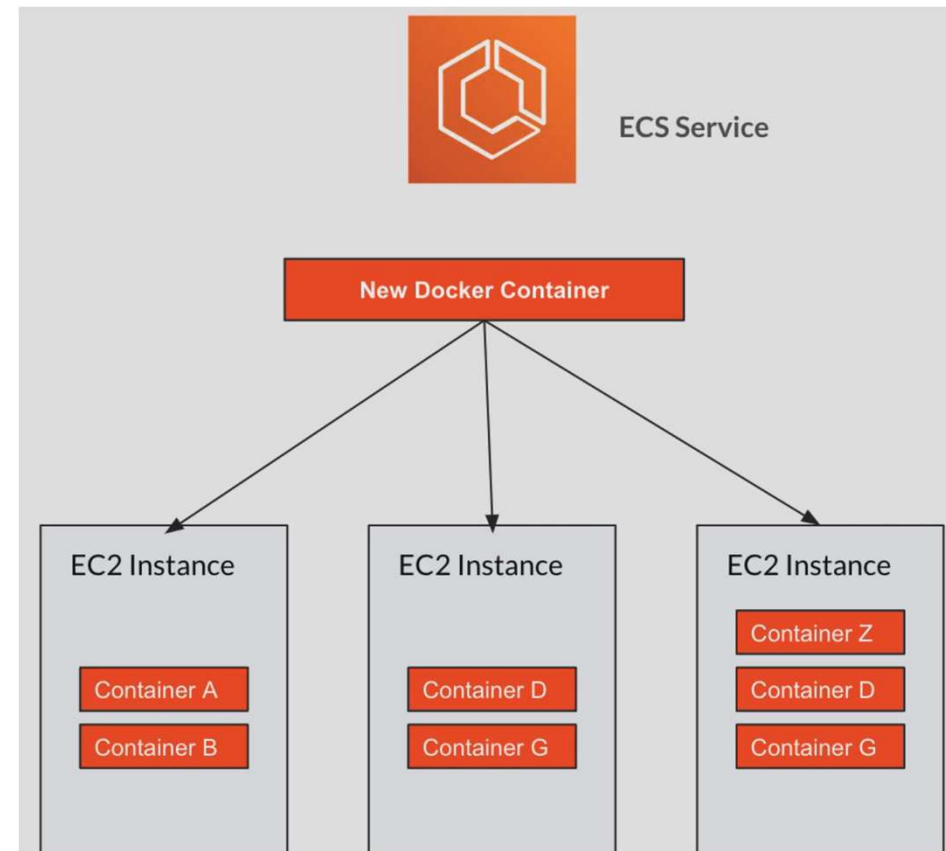 ECS Service
New Docker Container
EC2 Instance
Container A
Container B
EC2 Instance
Container D
Container G
EC2 Instance
Container Z
Container D
Container G